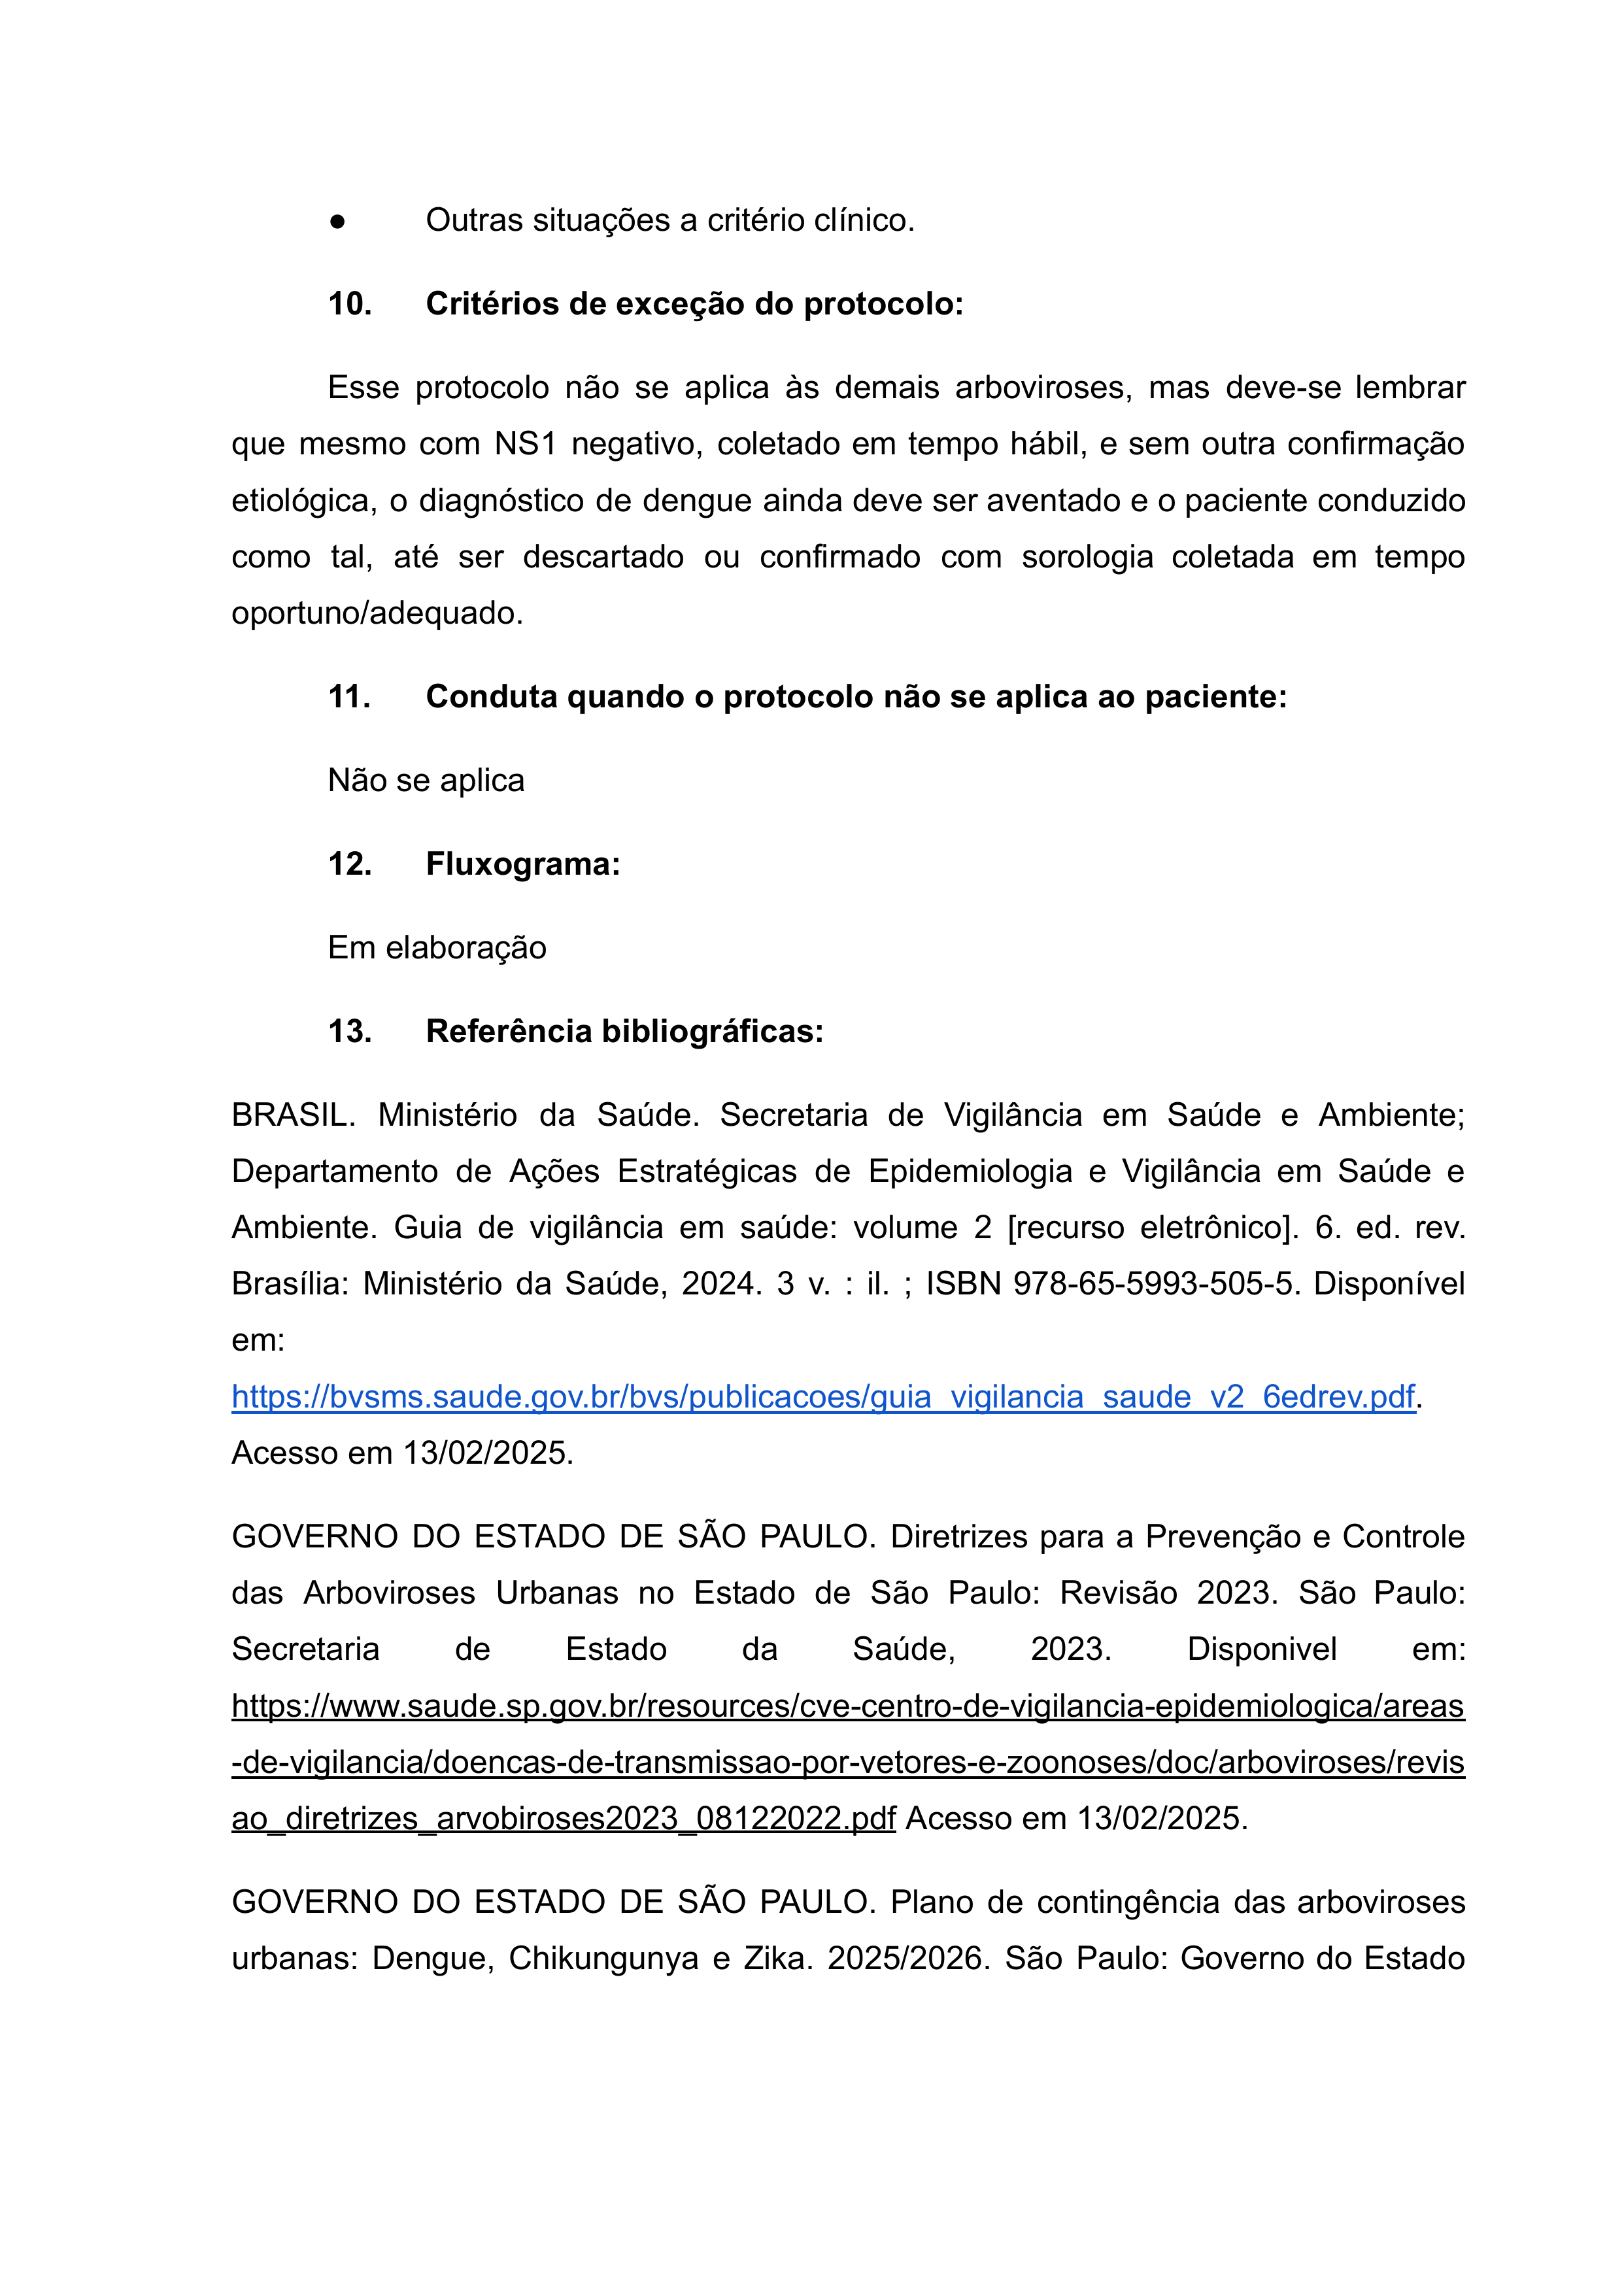 ● Outras situações a critério clínico.
10. Critérios de exceção do protocolo:
Esse protocolo não se aplica às demais arboviroses, mas deve-se lembrar
que mesmo com NS1 negativo, coletado em tempo hábil, e sem outra confirmação
etiológica, o diagnóstico de dengue ainda deve ser aventado e o paciente conduzido
como tal, até ser descartado ou confirmado com sorologia coletada em tempo
oportuno/adequado.
11. Conduta quando o protocolo não se aplica ao paciente:
Não se aplica
12. Fluxograma:
Em elaboração
13. Referência bibliográficas:
BRASIL. Ministério da Saúde. Secretaria de Vigilância em Saúde e Ambiente;
Departamento de Ações Estratégicas de Epidemiologia e Vigilância em Saúde e
Ambiente. Guia de vigilância em saúde: volume 2 [recurso eletrônico]. 6. ed. rev.
Brasília: Ministério da Saúde, 2024. 3 v. : il. ; ISBN 978-65-5993-505-5. Disponível
em:
https://bvsms.saude.gov.br/bvs/publicacoes/guia_vigilancia_saude_v2_6edrev.pdf.
Acesso em 13/02/2025.
GOVERNO DO ESTADO DE SÃO PAULO. Diretrizes para a Prevenção e Controle
das Arboviroses Urbanas no Estado de São Paulo: Revisão 2023. São Paulo:
Secretaria de Estado da Saúde, 2023. Disponivel em:
https://www.saude.sp.gov.br/resources/cve-centro-de-vigilancia-epidemiologica/areas
-de-vigilancia/doencas-de-transmissao-por-vetores-e-zoonoses/doc/arboviroses/revis
ao_diretrizes_arvobiroses2023_08122022.pdf Acesso em 13/02/2025.
GOVERNO DO ESTADO DE SÃO PAULO. Plano de contingência das arboviroses
urbanas: Dengue, Chikungunya e Zika. 2025/2026. São Paulo: Governo do Estado